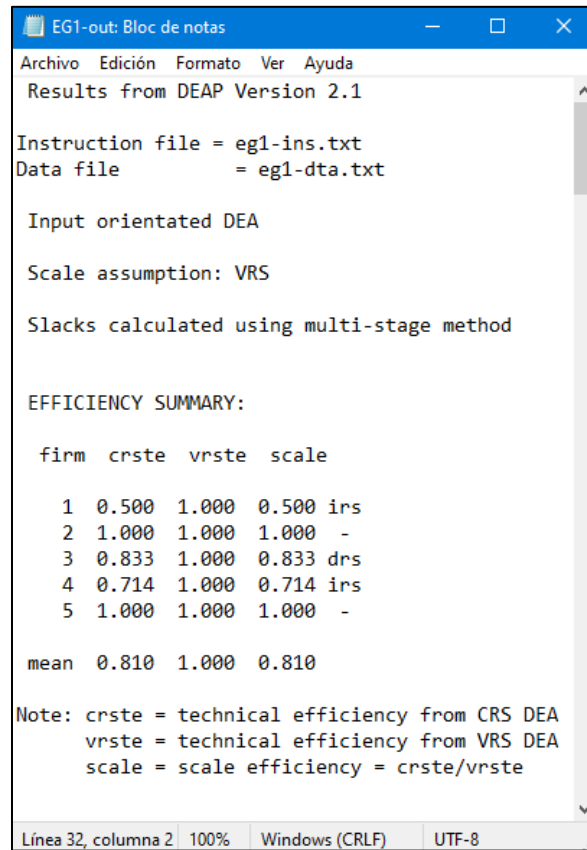 EG1-out: Bloc de notas
Archivo Edición Formato Ver Ayuda
Results from DEAP Version 2.1
Instruction file = eg1-ins.txt
Data file = eg1-dta.txt
Input orientated DEA
Scale assumption: VRS
Slacks calculated using multi-stage method
EFFICIENCY SUMMARY:
firm crste vrste scale
1 0.500 1.000 0.500 irs
2 1.000 1.000 1.000 -
3 0.833 1.000 0.833 drs
4 0.714 1.000 0.714 irs
5 1.000 1.000 1.000 -
mean 0.810 1.000 0.810
Note: crste = technical efficiency from CRS DEA
vrste = technical efficiency from VRS DEA
scale = scale efficiency = crste/vrste
Línea 32, columna 2 100% Windows (CRLF) UTF-8